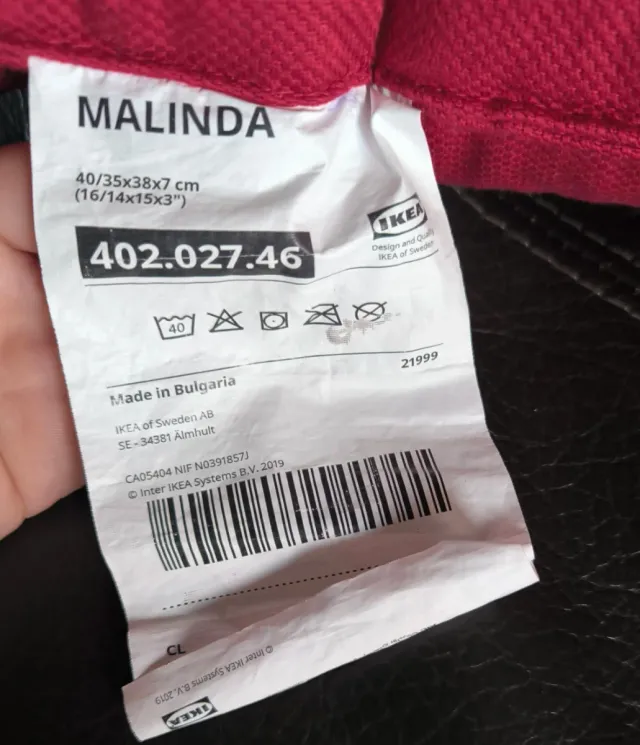 MALINDA
40/35x38x7 cm
(16/14x15x3")
IKEA
Design and Quality
IKEA of Sweden
402.027.46
40
21999
Made in Bulgaria
IKEA of Sweden AB
SE - 34381 Älmhult
CA05404 NIF N0391857J
© Inter IKEA Systems B.V. 2019
CL
© Inter IKEA Systems B.V. 2019
IKEA